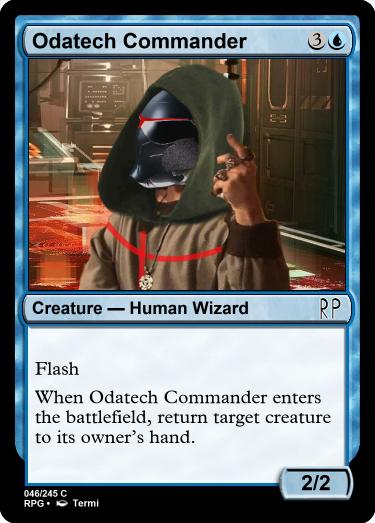 Odatech Commander 3
Creature — Human Wizard RP
Flash
When Odatech Commander enters
the battlefield, return target creature
to its owner's hand.
2/2
046/245 C
RPG • Termi